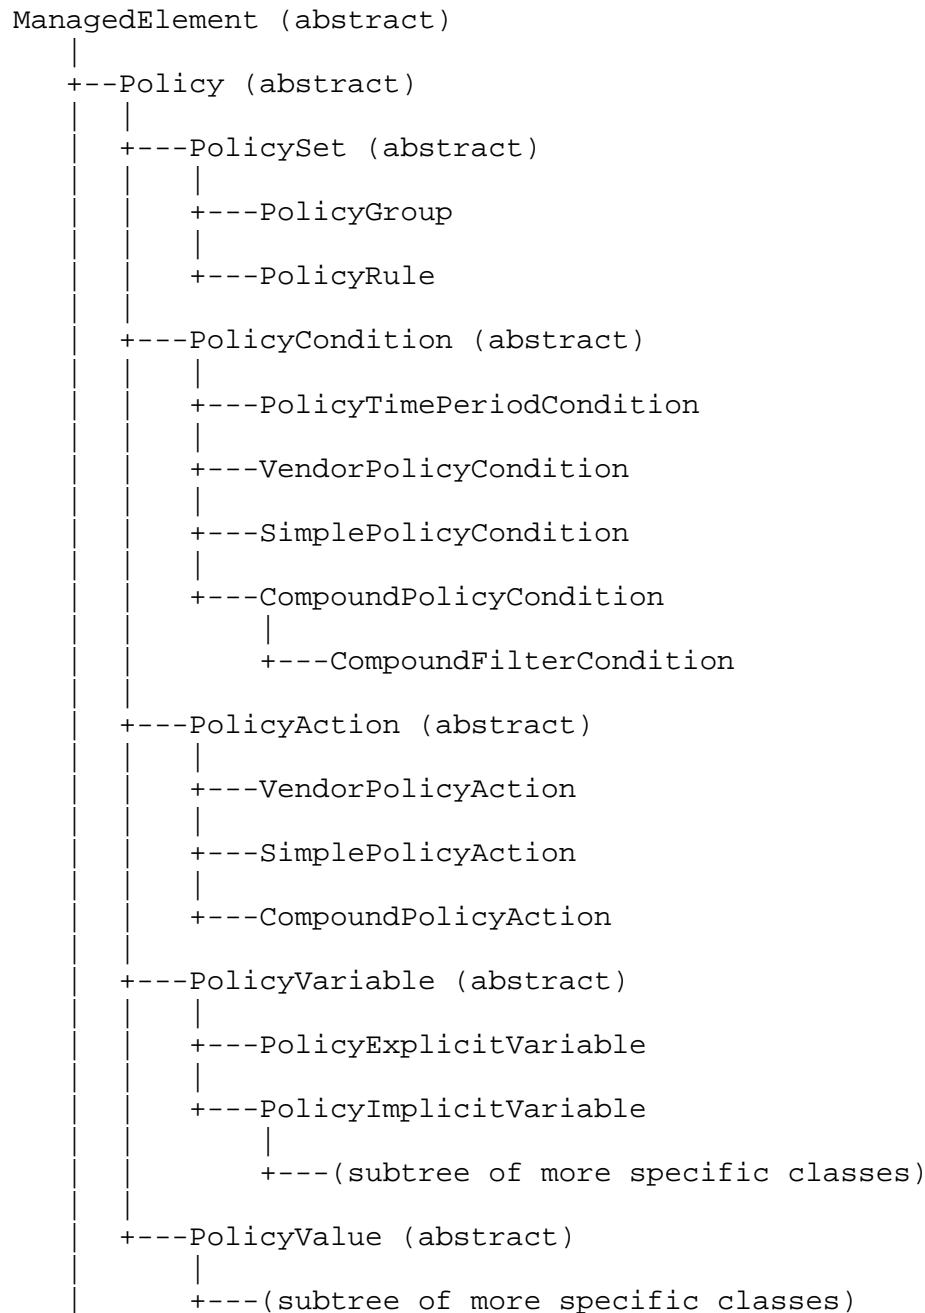 ManagedElement (abstract)
   |
   +--Policy (abstract)
   |  |
   |  +---PolicySet (abstract)
   |  |   |
   |  |   +---PolicyGroup
   |  |   |
   |  |   +---PolicyRule
   |  |
   |  +---PolicyCondition (abstract)
   |  |   |
   |  |   +---PolicyTimePeriodCondition
   |  |   |
   |  |   +---VendorPolicyCondition
   |  |   |
   |  |   +---SimplePolicyCondition
   |  |   |
   |  |   +---CompoundPolicyCondition
   |  |       |
   |  |       +---CompoundFilterCondition
   |  |
   |  +---PolicyAction (abstract)
   |  |   |
   |  |   +---VendorPolicyAction
   |  |   |
   |  |   +---SimplePolicyAction
   |  |   |
   |  |   +---CompoundPolicyAction
   |  |
   |  +---PolicyVariable (abstract)
   |  |   |
   |  |   +---PolicyExplicitVariable
   |  |   |
   |  |   +---PolicyImplicitVariable
   |  |       |
   |  |       +---(subtree of more specific classes)
   |  |
   |  +---PolicyValue (abstract)
   |      |
   |      +---(subtree of more specific classes)